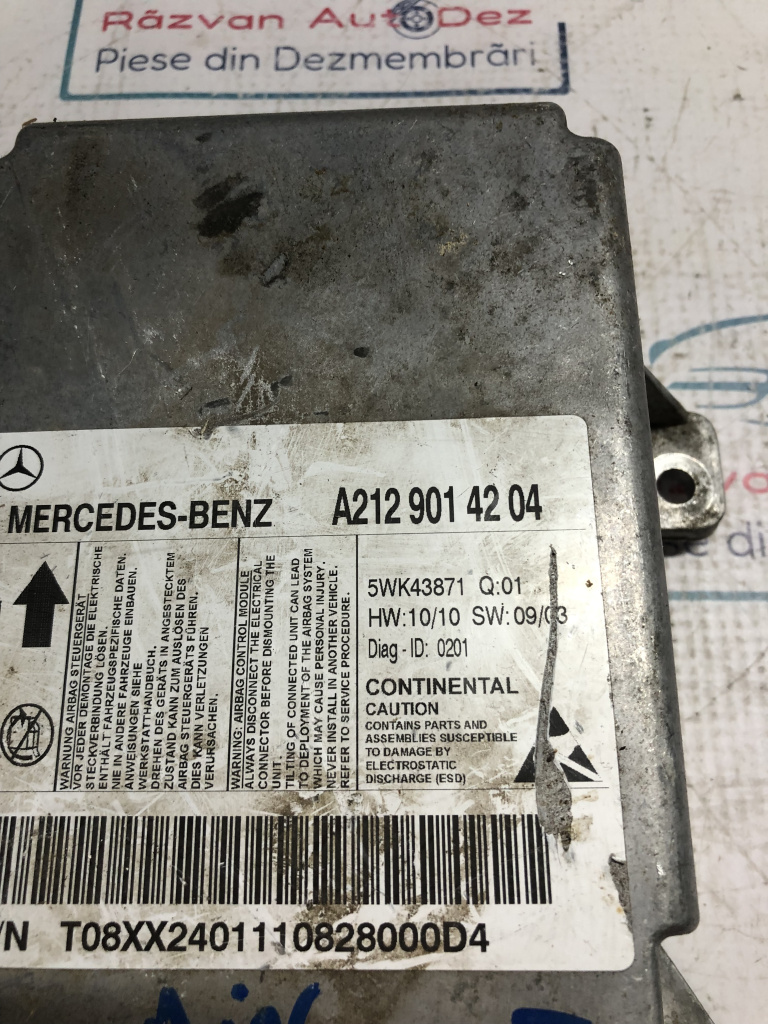 Răzvan AutoDez
Piese din Dezmembrări
MERCEDES-BENZ A212 901 42 04
WARNUNG AIRBAG STEUERGERÄT
VOR JEDER DEMONTAGE DIE ELEKTRISCHE
STECKVERBINDUNG LÖSEN.
ENTHÄLT FAHRZEUGSPEZIFISCHE DATEN.
NIE IN ANDERE FAHRZEUGE EINBAUEN.
ANWEISUNGEN SIEHE
WERKSTATTHANDBUCH.
DREHEN DES GERÄTS IN ANGESTECKTEM
ZUSTAND KANN ZUM AUSLÖSEN DES
AIRBAG STEUERGERÄTS FÜHREN.
DIES KANN VERLETZUNGEN
VERURSACHEN.
WARNING: AIRBAG CONTROL MODULE
ALWAYS DISCONNECT THE ELECTRICAL
CONNECTOR BEFORE DISMOUNTING THE
UNIT.
TILTING OF CONNECTED UNIT CAN LEAD
TO DEPLOYMENT OF THE AIRBAG SYSTEM
WHICH MAY CAUSE PERSONAL INJURY.
NEVER INSTALL IN ANOTHER VEHICLE.
REFER TO SERVICE PROCEDURE.
5WK43871 Q:01
HW:10/10 SW:09/03
Diag-ID: 0201
CONTINENTAL
CAUTION
CONTAINS PARTS AND
ASSEMBLIES SUSCEPTIBLE
TO DAMAGE BY
ELECTROSTATIC
DISCHARGE (ESD)
/N T08XX2401110828000D4